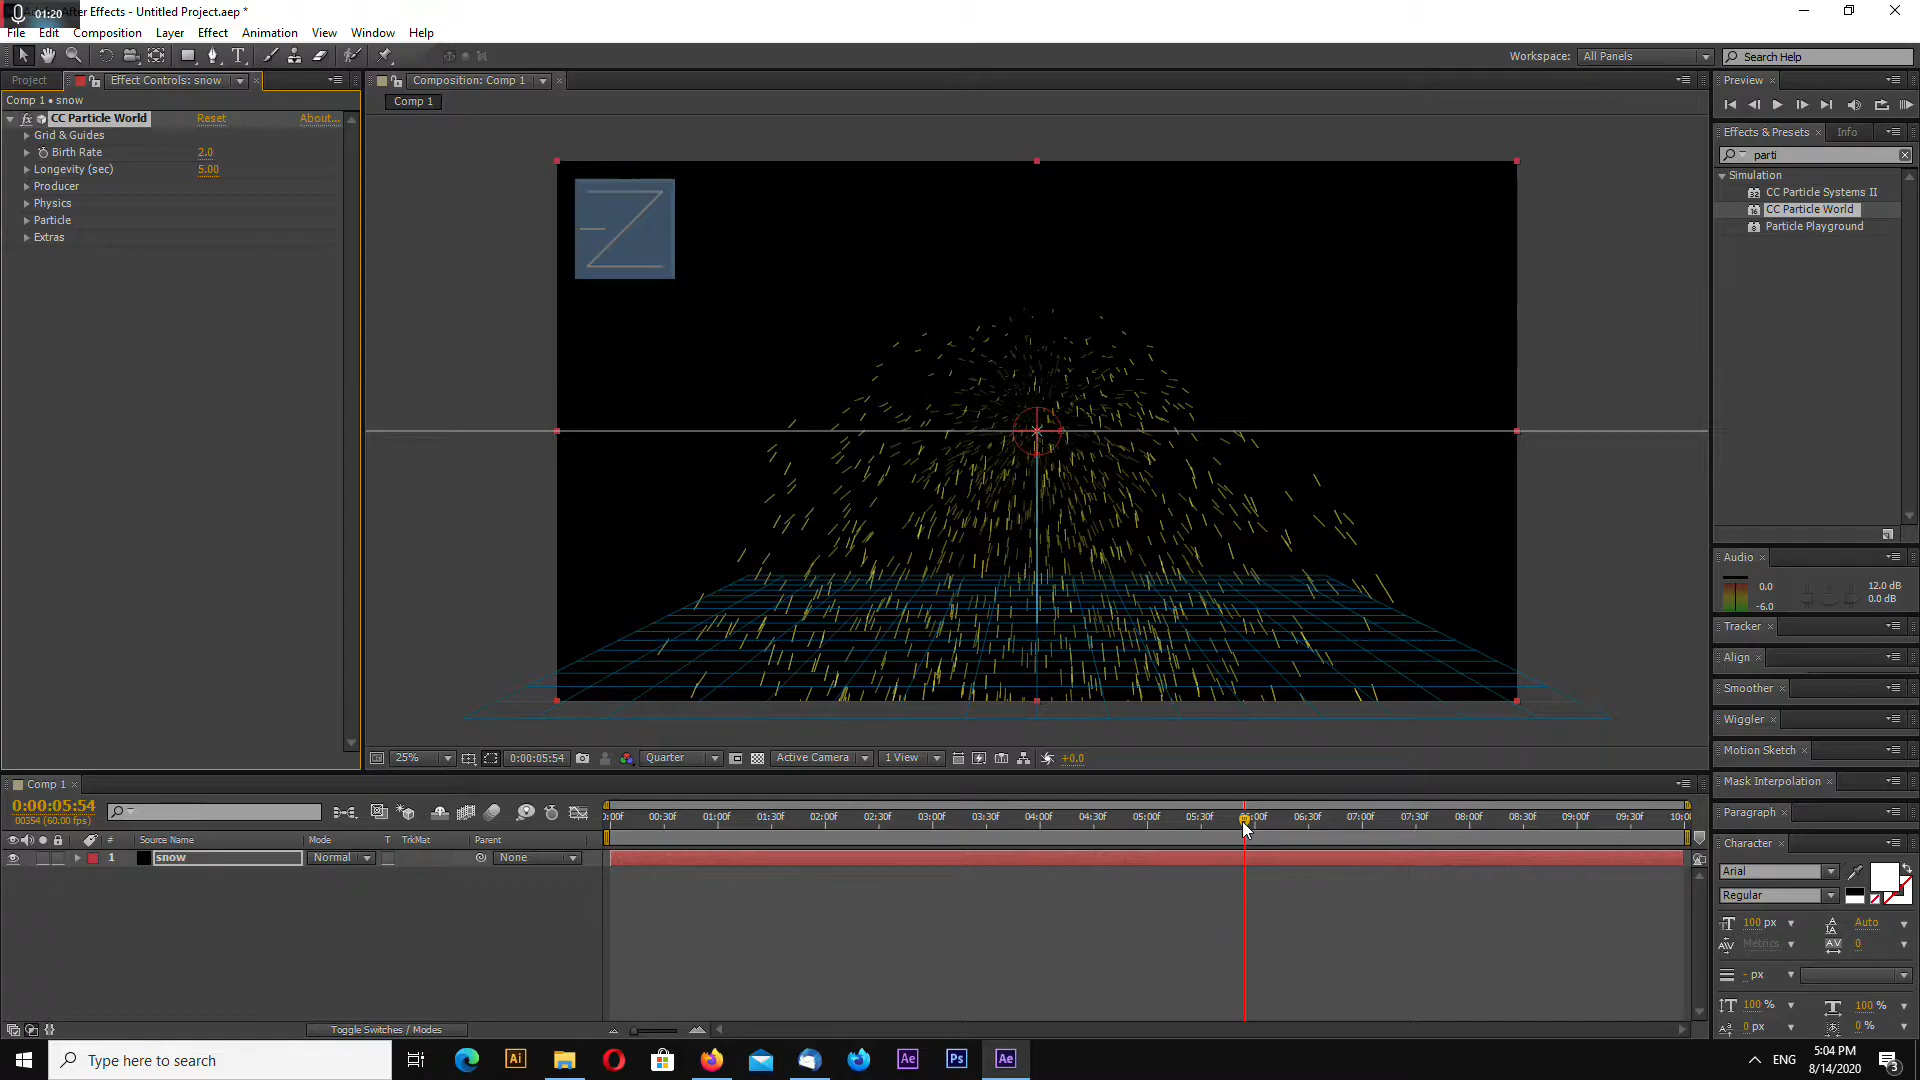 01:20
After Effects - Untitled Project.aep *
File Edit Composition Layer Effect Animation View Window Help
Workspace: All Panels
Search Help
Project Effect Controls: snow
Composition: Comp 1
Preview
Comp 1 • snow
Comp 1
fx CC Particle World Reset About...
Grid & Guides
Birth Rate 2.0
Longevity (sec) 5.00
Producer
Physics
Particle
Extras
Effects & Presets Info
parti
Simulation
CC Particle Systems II
CC Particle World
Particle Playground
Audio
0.0 12.0 dB
-6.0 0.0 dB
Tracker
Align
Smoother
Wiggler
Motion Sketch
Mask Interpolation
Paragraph
Character
Arial
Regular
100 px Auto
Metrics 0
- px
100 % 100 %
0 px 0 %
25% 0:00:05:54 Quarter Active Camera 1 View +0.0
Comp 1
0:00:05:54
00354 (60.00 fps)
00:30f 01:00f 01:30f 02:00f 02:30f 03:00f 03:30f 04:00f 04:30f 05:00f 05:30f 06:30f 07:00f 07:30f 08:00f 08:30f 09:00f 09:30f
# Source Name Mode T TrkMat Parent
1 snow Normal None
Toggle Switches / Modes
Type here to search
Ai Ae Ps Ae
ENG
5:04 PM
8/14/2020
3